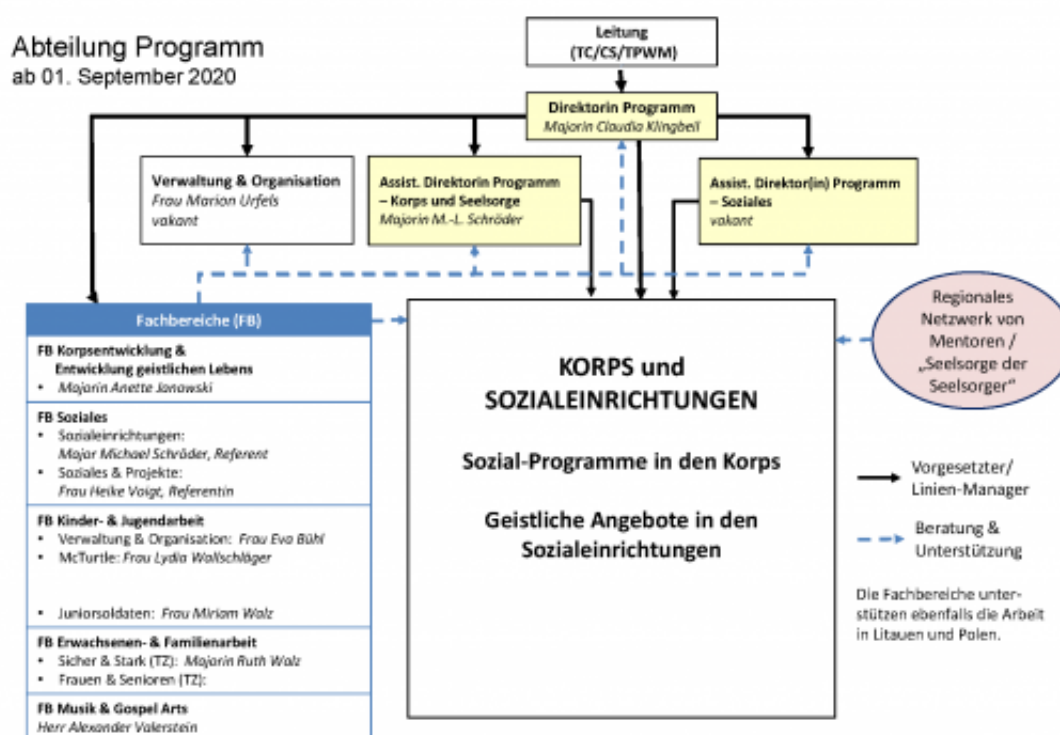 Abteilung Programm
ab 01. September 2020
Leitung
(TC/CS/TPWM)
Direktorin Programm
Majorin Claudia Klingbeil
Verwaltung & Organisation
Frau Marion Urfels
vakant
Assist. Direktorin Programm
– Korps und Seelsorge
Majorin M.-L. Schröder
Assist. Direktor(in) Programm
– Soziales
vakant
Fachbereiche (FB)
FB Korpsentwicklung &
Entwicklung geistlichen Lebens
• Majorin Anette Janowski
FB Soziales
• Sozialeinrichtungen:
Major Michael Schröder, Referent
• Soziales & Projekte:
Frau Heike Voigt, Referentin
FB Kinder- & Jugendarbeit
• Verwaltung & Organisation: Frau Eva Bühl
• McTurtle: Frau Lydia Wallschläger
• Juniorsoldaten: Frau Miriam Walz
FB Erwachsenen- & Familienarbeit
• Sicher & Stark (TZ): Majorin Ruth Walz
• Frauen & Senioren (TZ):
FB Musik & Gospel Arts
Herr Alexander Valerstein
KORPS und
SOZIALEINRICHTUNGEN
Sozial-Programme in den Korps
Geistliche Angebote in den
Sozialeinrichtungen
Regionales
Netzwerk von
Mentoren /
„Seelsorge der
Seelsorger“
Vorgesetzter/
Linien-Manager
Beratung &
Unterstützung
Die Fachbereiche unter-
stützen ebenfalls die Arbeit
in Litauen und Polen.